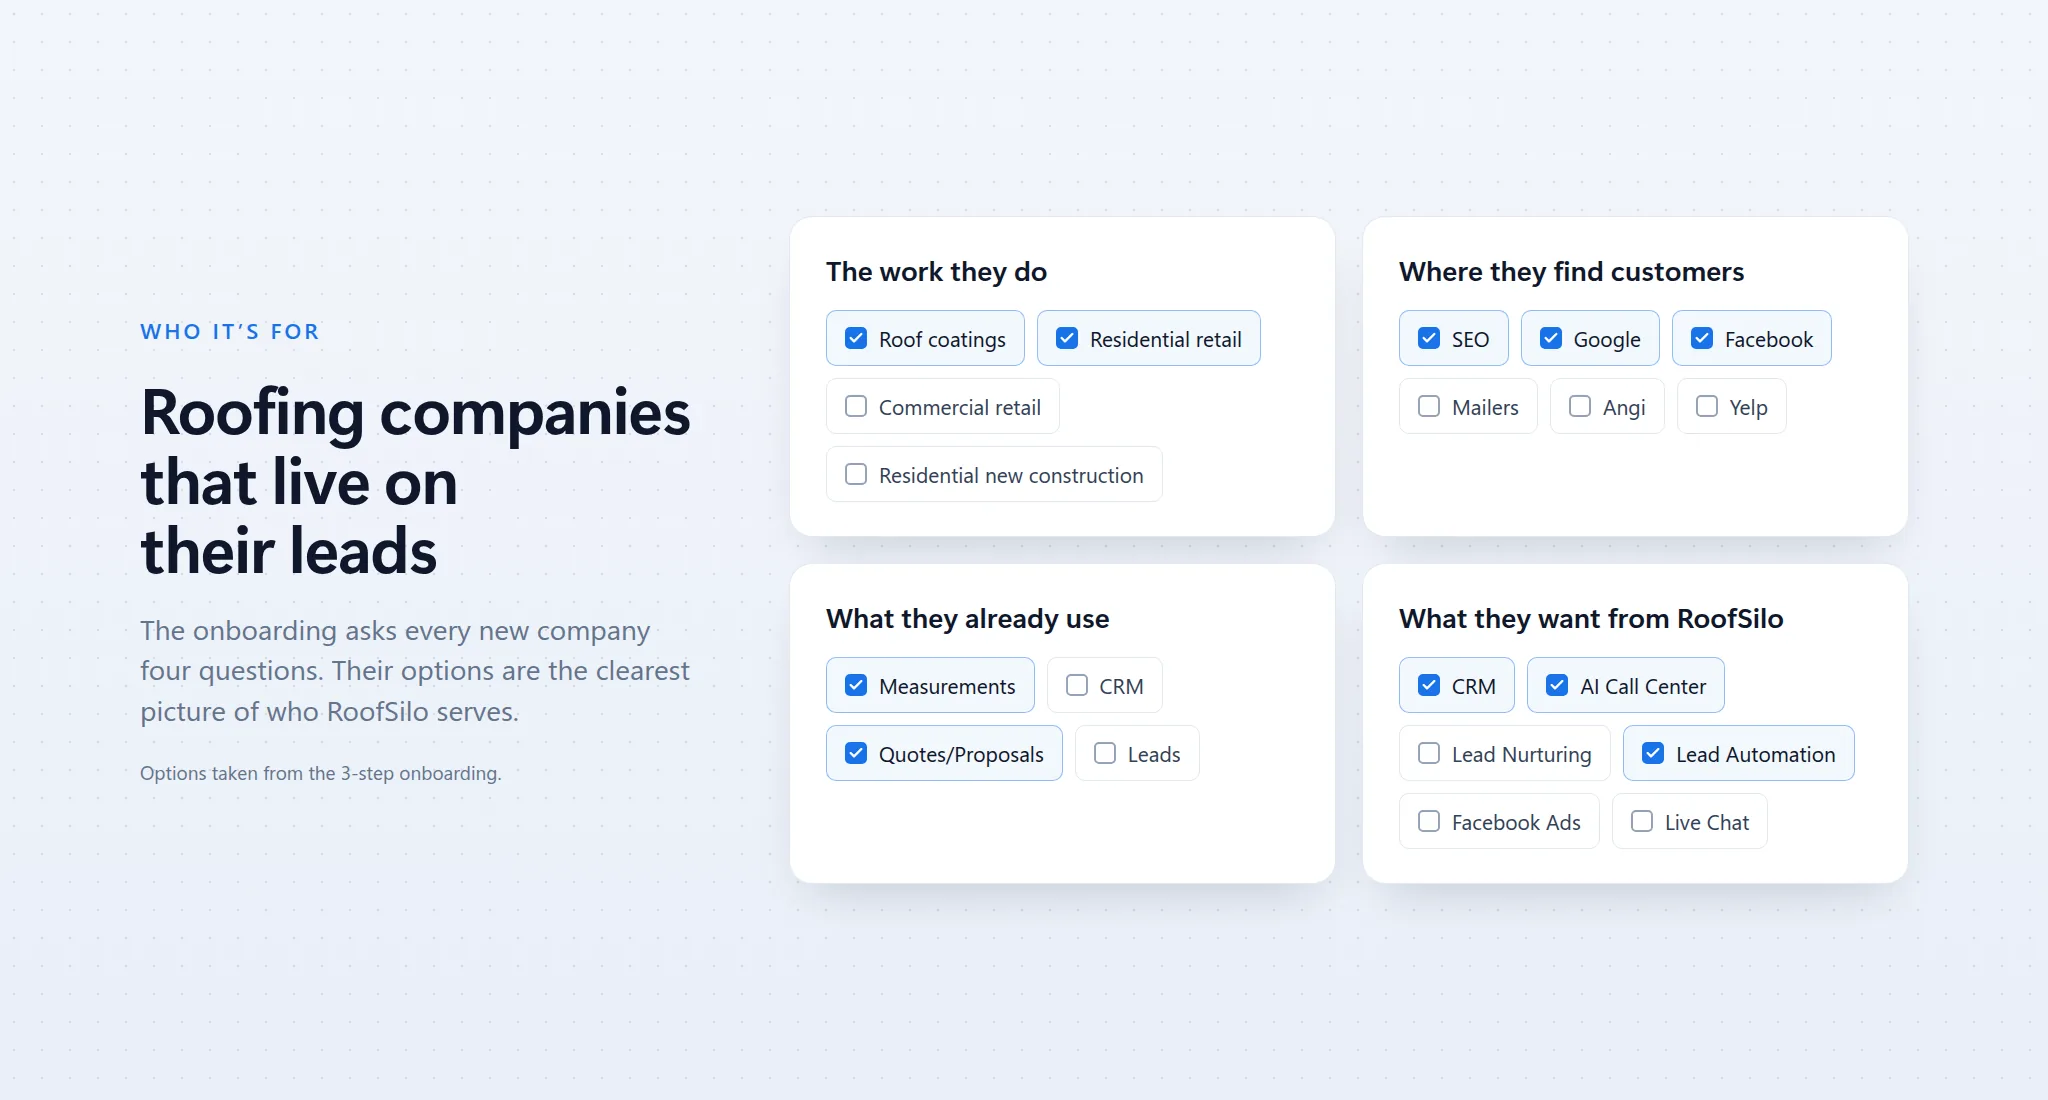 WHO IT’S FOR
Roofing companies
that live on
their leads
The onboarding asks every new company
four questions. Their options are the clearest
picture of who RoofSilo serves.
Options taken from the 3-step onboarding.
The work they do
Roof coatings
Residential retail
Commercial retail
Residential new construction
Where they find customers
SEO
Google
Facebook
Mailers
Angi
Yelp
What they already use
Measurements
CRM
Quotes/Proposals
Leads
What they want from RoofSilo
CRM
AI Call Center
Lead Nurturing
Lead Automation
Facebook Ads
Live Chat